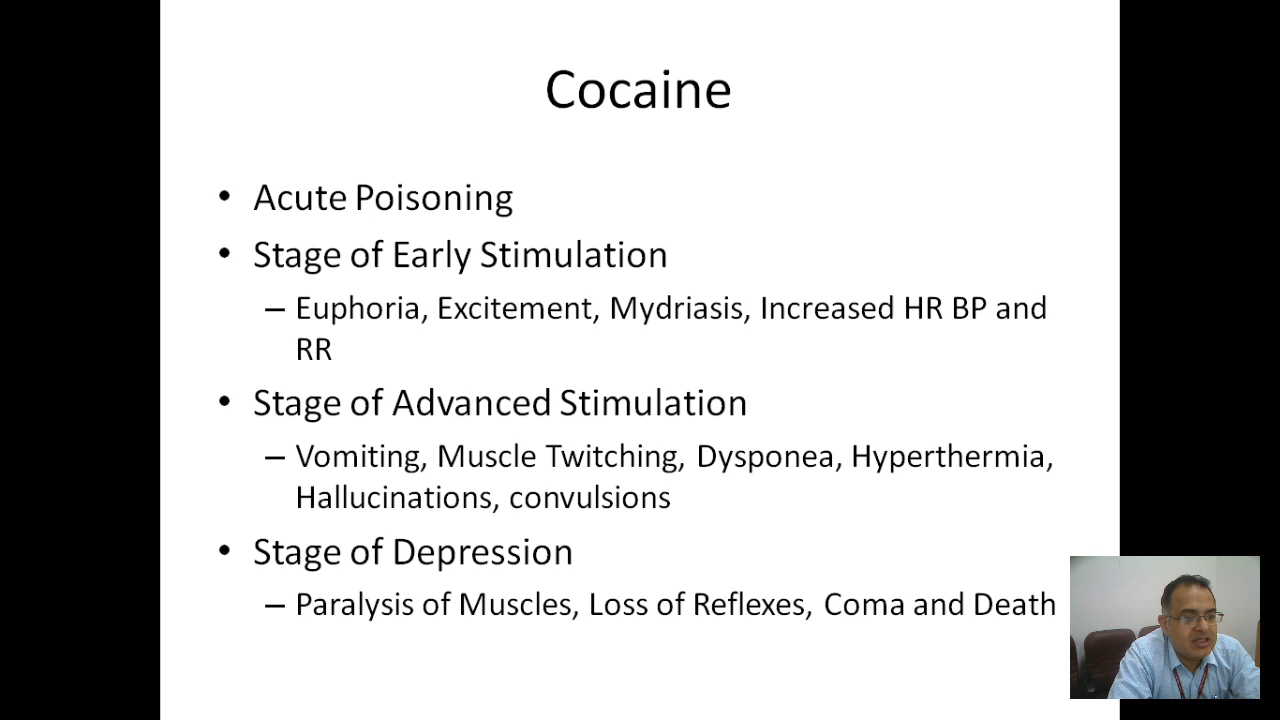 Cocaine
• Acute Poisoning
• Stage of Early Stimulation
– Euphoria, Excitement, Mydriasis, Increased HR BP and
RR
• Stage of Advanced Stimulation
– Vomiting, Muscle Twitching, Dysponea, Hyperthermia,
Hallucinations, convulsions
• Stage of Depression
– Paralysis of Muscles, Loss of Reflexes, Coma and Death